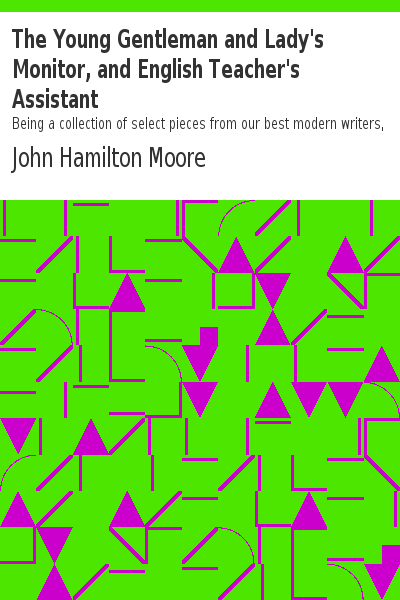 The Young Gentleman and Lady's
Monitor, and English Teacher's
Assistant
Being a collection of select pieces from our best modern writers,
John Hamilton Moore